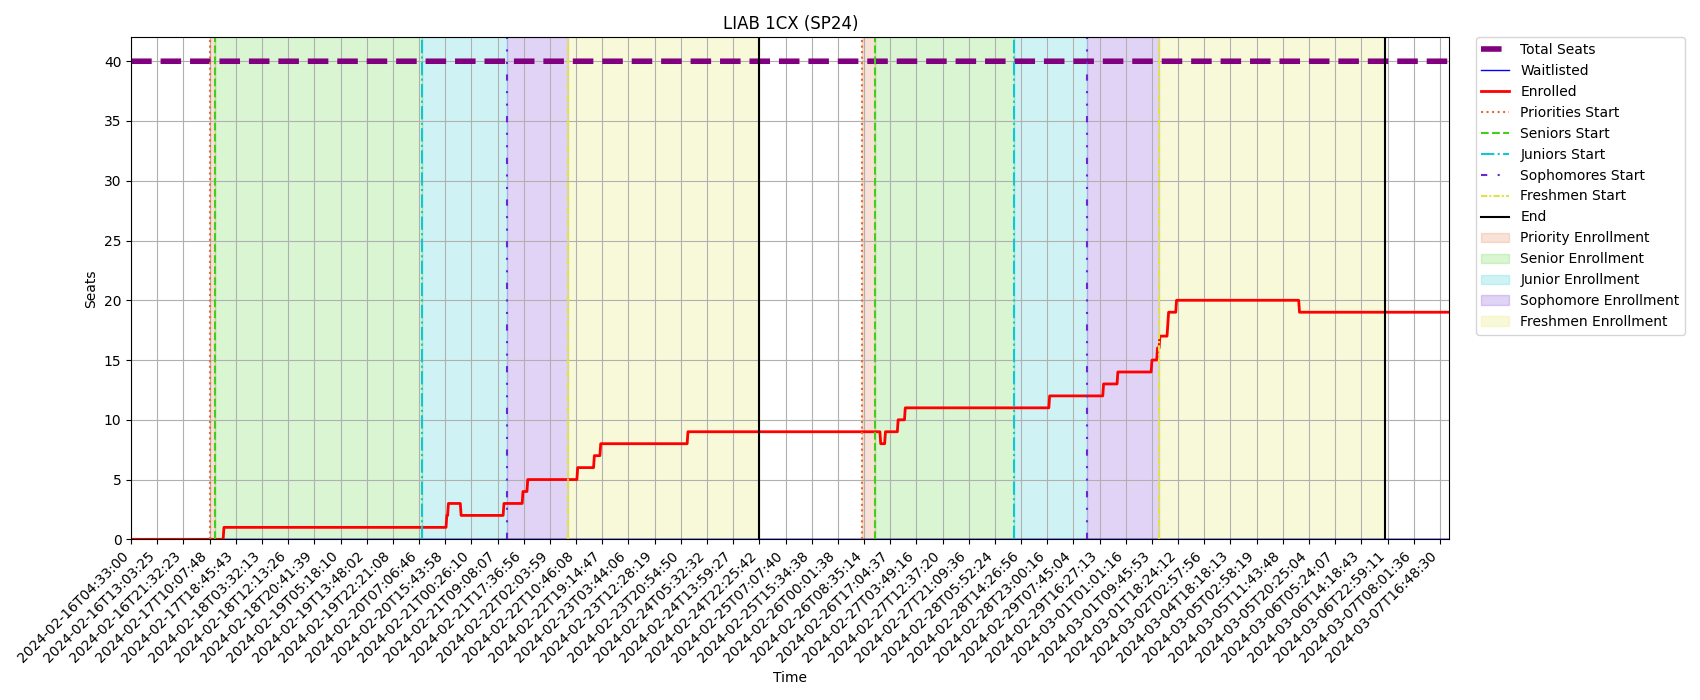 LIAB 1CX (SP24)
Seats
40
35
30
25
20
15
10
5
0
2024-02-16T04:33:00
2024-02-16T13:03:25
2024-02-16T21:32:23
2024-02-17T10:07:48
2024-02-17T18:45:43
2024-02-18T03:32:13
2024-02-18T12:13:26
2024-02-18T20:41:39
2024-02-19T05:18:10
2024-02-19T13:48:02
2024-02-19T22:21:08
2024-02-20T07:06:46
2024-02-20T15:43:58
2024-02-21T00:26:10
2024-02-21T09:08:07
2024-02-21T17:36:56
2024-02-22T02:03:59
2024-02-22T10:46:08
2024-02-22T19:14:47
2024-02-23T03:44:06
2024-02-23T12:28:19
2024-02-23T20:54:50
2024-02-24T05:32:32
2024-02-24T13:59:27
2024-02-24T22:25:42
2024-02-25T07:07:40
2024-02-25T15:34:38
2024-02-26T00:01:38
2024-02-26T08:35:14
2024-02-26T17:04:37
2024-02-27T03:49:16
2024-02-27T12:37:20
2024-02-27T21:09:36
2024-02-28T05:52:24
2024-02-28T14:26:56
2024-02-28T23:00:16
2024-02-29T07:45:04
2024-02-29T16:27:13
2024-03-01T01:01:16
2024-03-01T09:45:53
2024-03-01T18:24:12
2024-03-02T02:57:56
2024-03-04T18:18:13
2024-03-05T02:58:19
2024-03-05T11:43:48
2024-03-05T20:25:04
2024-03-06T05:24:07
2024-03-06T14:18:43
2024-03-06T22:59:11
2024-03-07T08:01:36
2024-03-07T16:48:30
Time
Total Seats
Waitlisted
Enrolled
Priorities Start
Seniors Start
Juniors Start
Sophomores Start
Freshmen Start
End
Priority Enrollment
Senior Enrollment
Junior Enrollment
Sophomore Enrollment
Freshmen Enrollment